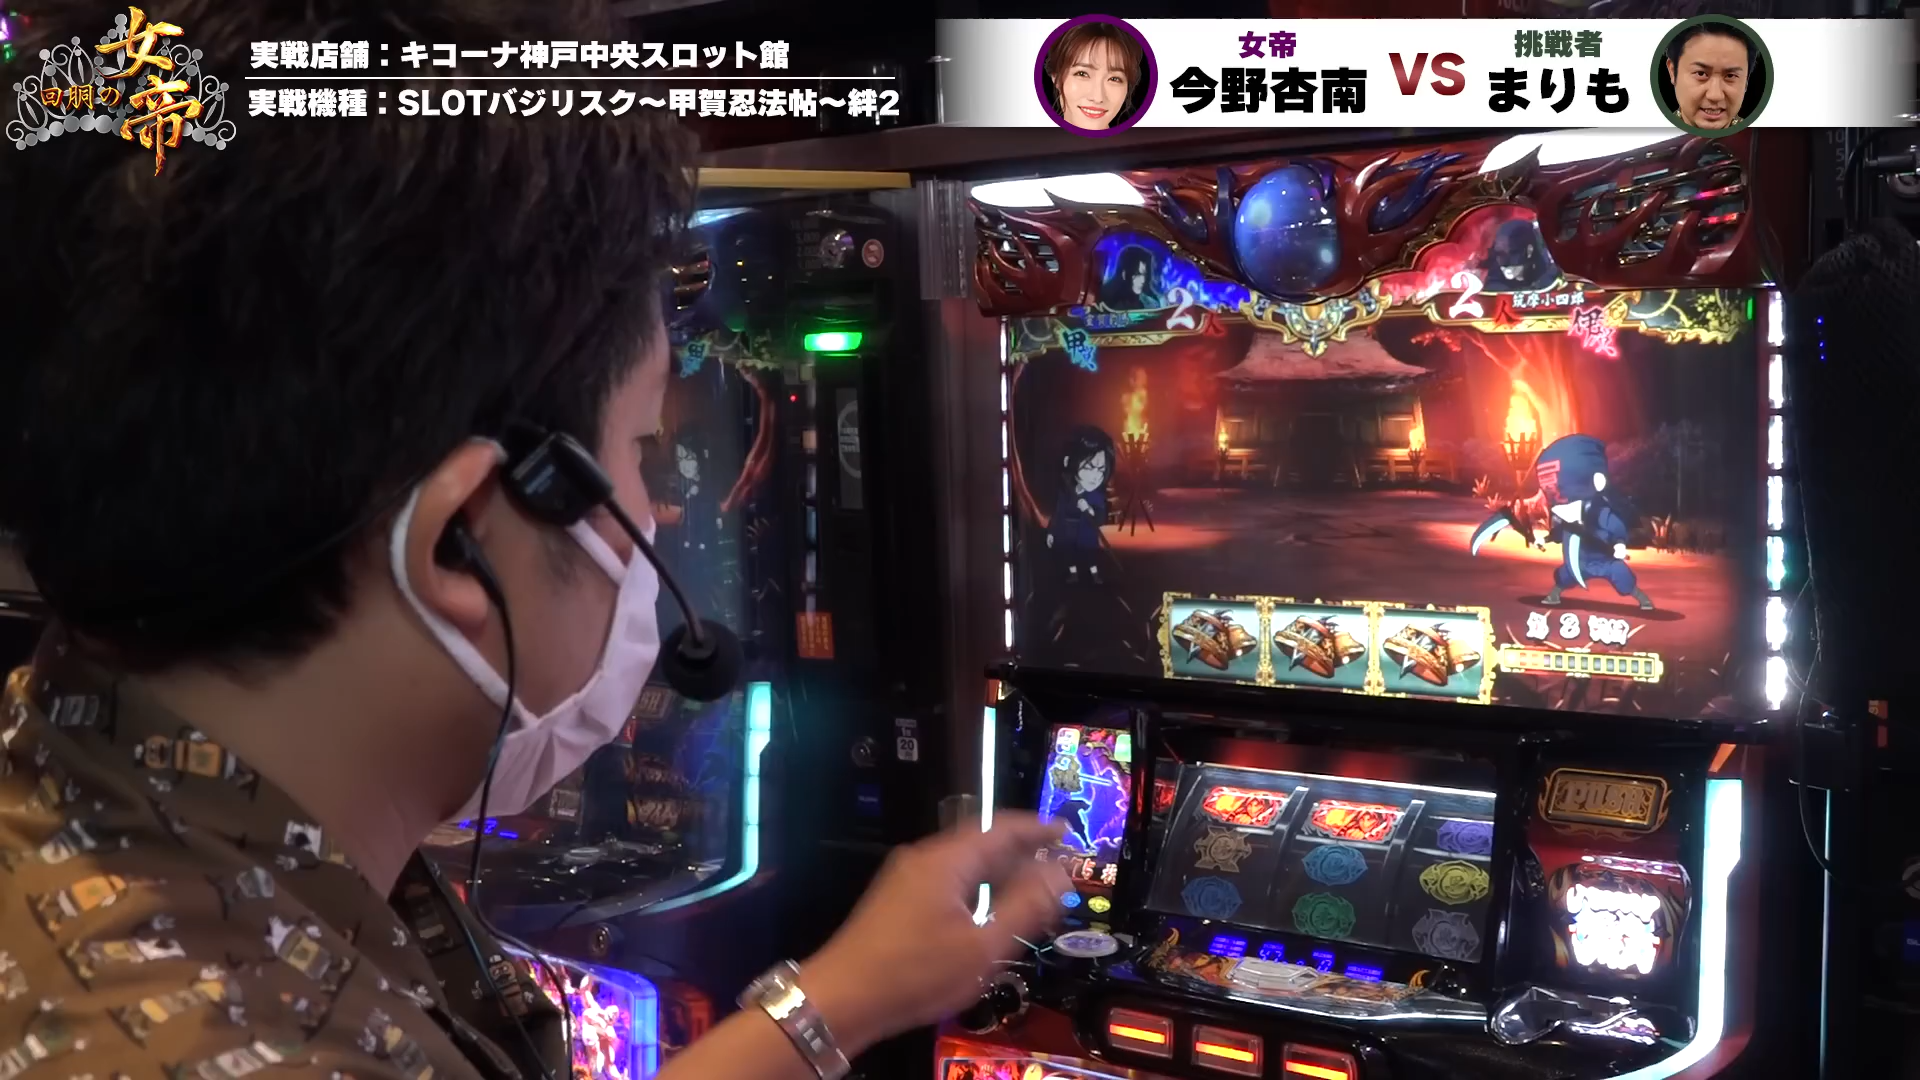 回胴の女帝
実戦店舗：キコーナ神戸中央スロット館
実戦機種：SLOTバジリスク〜甲賀忍法帖〜絆2
女帝
今野杏南
VS
挑戦者
まりも
2人
筑摩小四郎
2人
甲賀
伊賀
PUSH
20